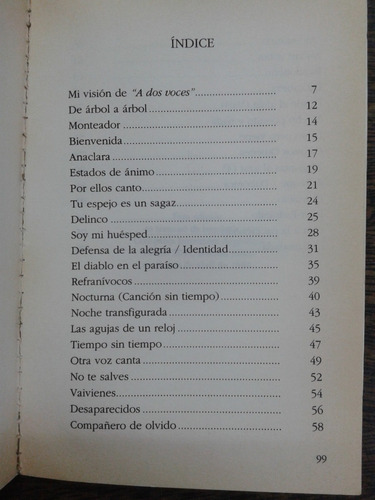 ÍNDICE
Mi visión de "A dos voces" 7
De árbol a árbol 12
Monteador 14
Bienvenida 15
Anaclara 17
Estados de ánimo 19
Por ellos canto 21
Tu espejo es un sagaz 24
Delinco 25
Soy mi huésped 28
Defensa de la alegría / Identidad 31
El diablo en el paraíso 35
Refranívocos 39
Nocturna (Canción sin tiempo) 40
Noche transfigurada 43
Las agujas de un reloj 45
Tiempo sin tiempo 47
Otra voz canta 49
No te salves 52
Vaivienes 54
Desaparecidos 56
Compañero de olvido 58
99